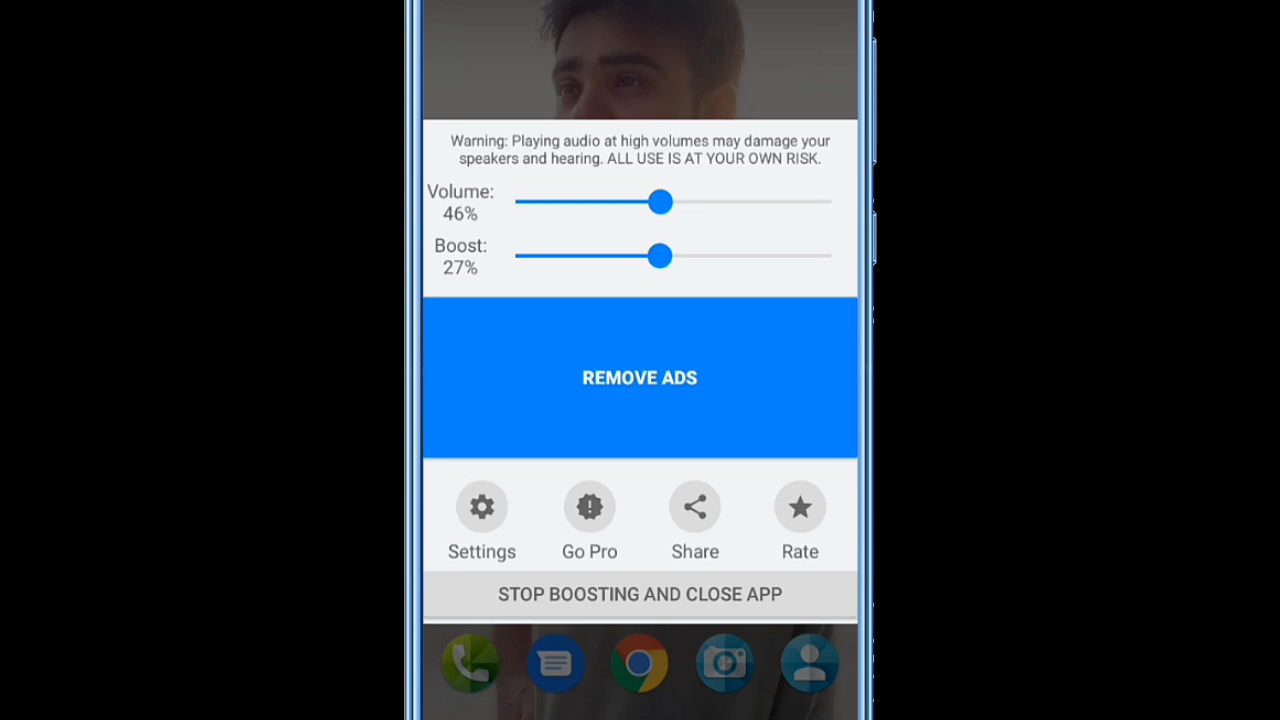 Warning: Playing audio at high volumes may damage your
speakers and hearing. ALL USE IS AT YOUR OWN RISK.
Volume:
46%
Boost:
27%
REMOVE ADS
Settings
Go Pro
Share
Rate
STOP BOOSTING AND CLOSE APP